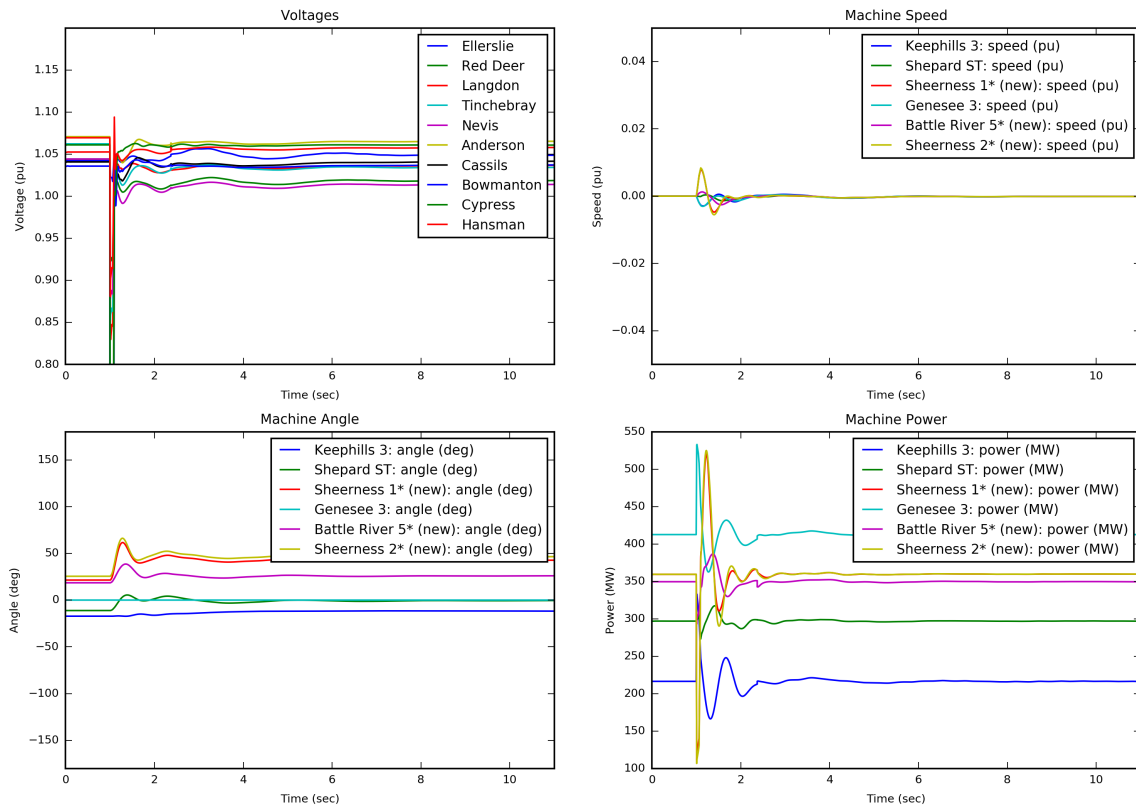 Voltages
Voltage (pu)
1.15
1.10
1.05
1.00
0.95
0.90
0.85
0.80
0 2 4 6 8 10
Time (sec)
Ellerslie
Red Deer
Langdon
Tinchebray
Nevis
Anderson
Cassils
Bowmanton
Cypress
Hansman
Machine Speed
Speed (pu)
0.04
0.02
0.00
−0.02
−0.04
0 2 4 6 8 10
Time (sec)
Keephills 3: speed (pu)
Shepard ST: speed (pu)
Sheerness 1* (new): speed (pu)
Genesee 3: speed (pu)
Battle River 5* (new): speed (pu)
Sheerness 2* (new): speed (pu)
Machine Angle
Angle (deg)
150
100
50
0
−50
−100
−150
0 2 4 6 8 10
Time (sec)
Keephills 3: angle (deg)
Shepard ST: angle (deg)
Sheerness 1* (new): angle (deg)
Genesee 3: angle (deg)
Battle River 5* (new): angle (deg)
Sheerness 2* (new): angle (deg)
Machine Power
Power (MW)
550
500
450
400
350
300
250
200
150
100
0 2 4 6 8 10
Time (sec)
Keephills 3: power (MW)
Shepard ST: power (MW)
Sheerness 1* (new): power (MW)
Genesee 3: power (MW)
Battle River 5* (new): power (MW)
Sheerness 2* (new): power (MW)